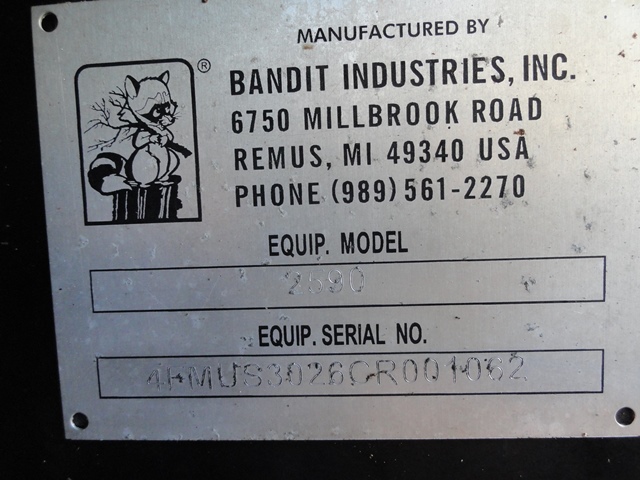 MANUFACTURED BY
®
BANDIT INDUSTRIES, INC.
6750 MILLBROOK ROAD
REMUS, MI 49340 USA
PHONE (989) 561-2270
EQUIP. MODEL
2590
EQUIP. SERIAL NO.
4FMUS3026CR001062